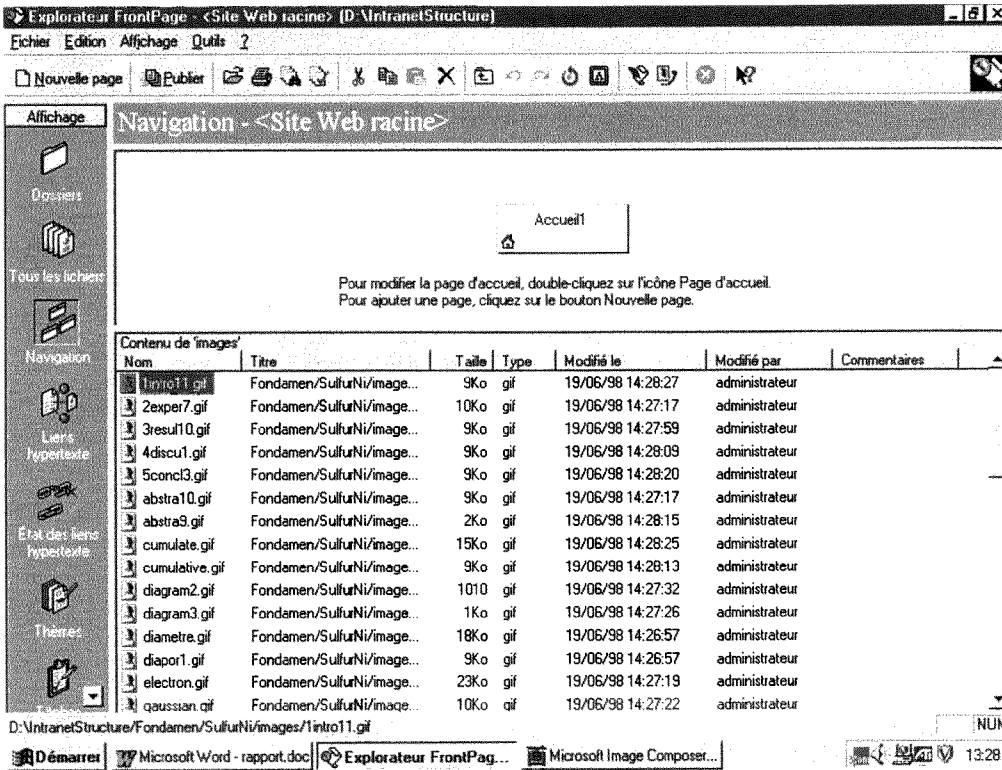 Explorateur FrontPage - <Site Web racine> (D:\IntranetStructure)
Fichier Edition Affichage Outils ?
Nouvelle page Publier
Affichage
Navigation - <Site Web racine>
Dossiers
Tous les fichiers
Navigation
Liens
hypertexte
Etat des liens
hypertexte
Thèmes
Accueil1
Pour modifier la page d'accueil, double-cliquez sur l'icône Page d'accueil.
Pour ajouter une page, cliquez sur le bouton Nouvelle page.
Contenu de 'images'
Nom Titre Taille Type Modifié le Modifié par Commentaires
1intro11.gif Fondamen/SulfurNi/image... 9Ko gif 19/06/98 14:28:27 administrateur
2exper7.gif Fondamen/SulfurNi/image... 10Ko gif 19/06/98 14:27:17 administrateur
3resul10.gif Fondamen/SulfurNi/image... 9Ko gif 19/06/98 14:27:59 administrateur
4discu1.gif Fondamen/SulfurNi/image... 9Ko gif 19/06/98 14:28:09 administrateur
5concl3.gif Fondamen/SulfurNi/image... 9Ko gif 19/06/98 14:28:20 administrateur
abstra10.gif Fondamen/SulfurNi/image... 9Ko gif 19/06/98 14:27:17 administrateur
abstra9.gif Fondamen/SulfurNi/image... 2Ko gif 19/06/98 14:28:15 administrateur
cumulate.gif Fondamen/SulfurNi/image... 15Ko gif 19/06/98 14:28:25 administrateur
cumulative.gif Fondamen/SulfurNi/image... 9Ko gif 19/06/98 14:28:13 administrateur
diagram2.gif Fondamen/SulfurNi/image... 1010 gif 19/06/98 14:27:32 administrateur
diagram3.gif Fondamen/SulfurNi/image... 1Ko gif 19/06/98 14:27:26 administrateur
diametre.gif Fondamen/SulfurNi/image... 18Ko gif 19/06/98 14:26:57 administrateur
diapor1.gif Fondamen/SulfurNi/image... 9Ko gif 19/06/98 14:26:57 administrateur
electron.gif Fondamen/SulfurNi/image... 23Ko gif 19/06/98 14:27:19 administrateur
gaussian.gif Fondamen/SulfurNi/image... 10Ko gif 19/06/98 14:27:22 administrateur
D:\IntranetStructure/Fondamen/SulfurNi/images/1intro11.gif NUM
Démarrer Microsoft Word - rapport.doc Explorateur FrontPag... Microsoft Image Composer... 13:28